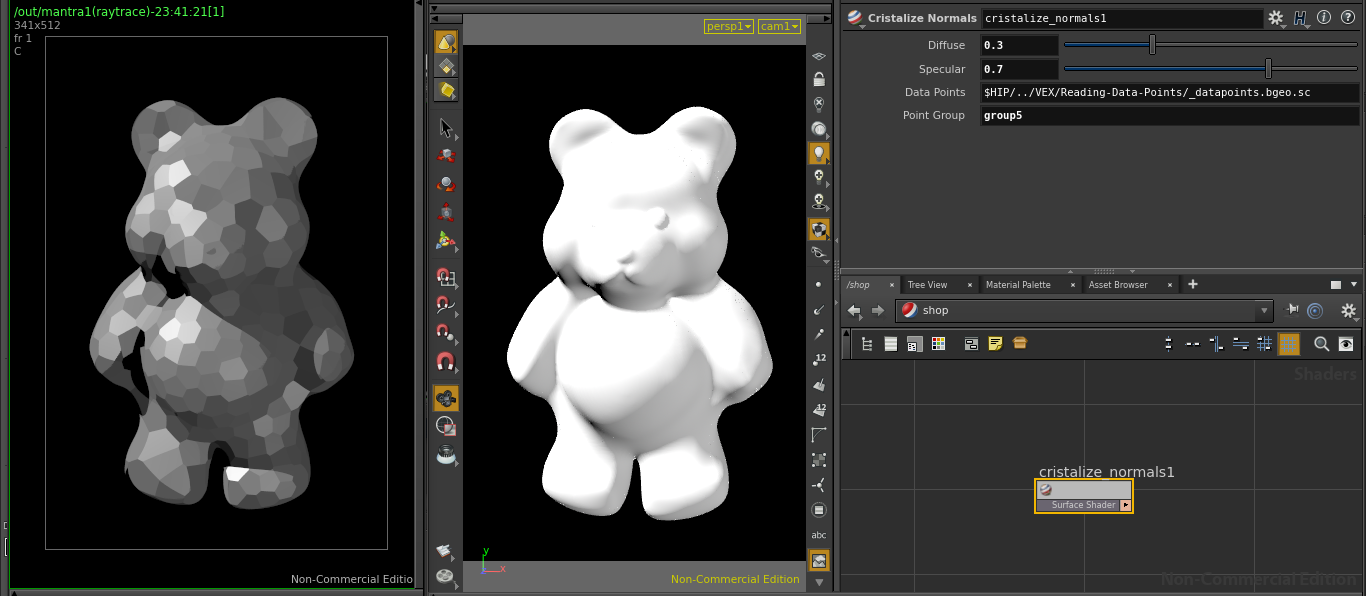 /out/mantra1(raytrace)-23:41:21[1]
341x512
fr 1
C
Non-Commercial Editio
persp1
cam1
12
12
abc
y
x
Non-Commercial Edition
Cristalize Normals cristalize_normals1
Diffuse 0.3
Specular 0.7
Data Points $HIP/../VEX/Reading-Data-Points/_datapoints.bgeo.sc
Point Group group5
/shop × Tree View × Material Palette × Asset Browser × +
shop
Shaders
cristalize_normals1
Surface Shader
Non-Commercial Edition